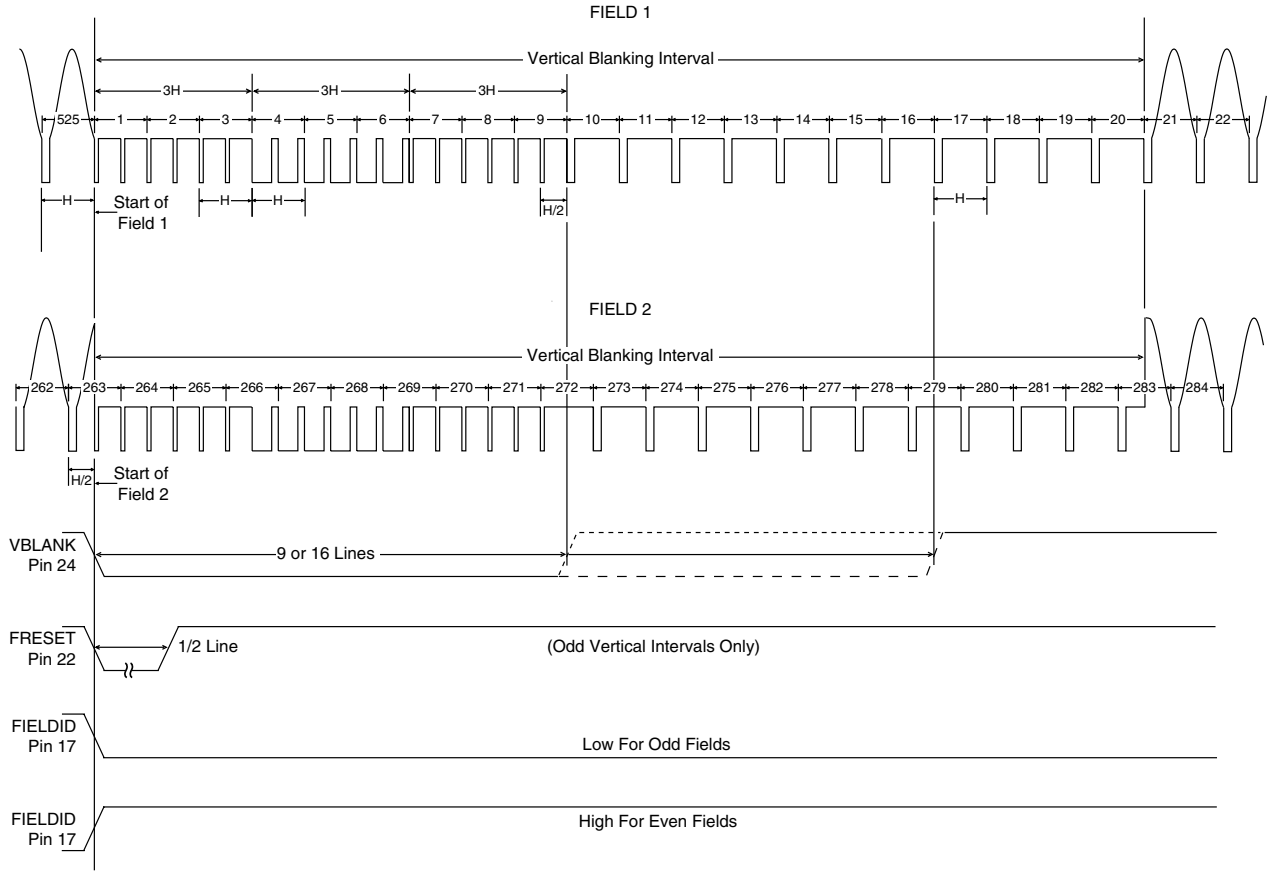 FIELD 1
Vertical Blanking Interval
3H 3H 3H
525 1 2 3 4 5 6 7 8 9 10 11 12 13 14 15 16 17 18 19 20 21 22
H Start of Field 1 H H H/2 H
FIELD 2
Vertical Blanking Interval
262 263 264 265 266 267 268 269 270 271 272 273 274 275 276 277 278 279 280 281 282 283 284
H/2 Start of Field 2
VBLANK
Pin 24
9 or 16 Lines
FRESET
Pin 22
1/2 Line
(Odd Vertical Intervals Only)
FIELDID
Pin 17
Low For Odd Fields
FIELDID
Pin 17
High For Even Fields